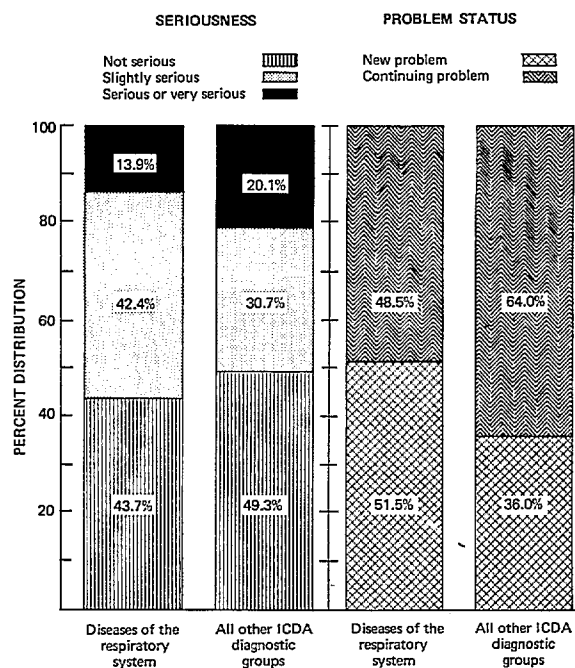 SERIOUSNESS
Not serious
Slightly serious
Serious or very serious
PROBLEM STATUS
New problem
Continuing problem
PERCENT DISTRIBUTION
100
80
60
40
20
13.9%
42.4%
43.7%
20.1%
30.7%
49.3%
48.5%
51.5%
64.0%
36.0%
Diseases of the
respiratory
system
All other ICDA
diagnostic
groups
Diseases of the
respiratory
system
All other ICDA
diagnostic
groups